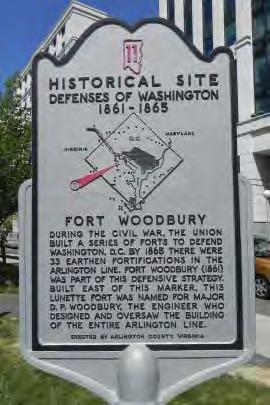 11
HISTORICAL SITE
DEFENSES OF WASHINGTON
1861-1865
VIRGINIA
D.C.
MARYLAND
FORT WOODBURY
DURING THE CIVIL WAR, THE UNION
BUILT A SERIES OF FORTS TO DEFEND
WASHINGTON, D.C. BY 1865 THERE WERE
33 EARTHEN FORTIFICATIONS IN THE
ARLINGTON LINE. FORT WOODBURY (1861)
WAS PART OF THIS DEFENSIVE STRATEGY.
BUILT EAST OF THIS MARKER, THIS
LUNETTE FORT WAS NAMED FOR MAJOR
D. P. WOODBURY, THE ENGINEER WHO
DESIGNED AND OVERSAW THE BUILDING
OF THE ENTIRE ARLINGTON LINE.
ERECTED BY ARLINGTON COUNTY, VIRGINIA